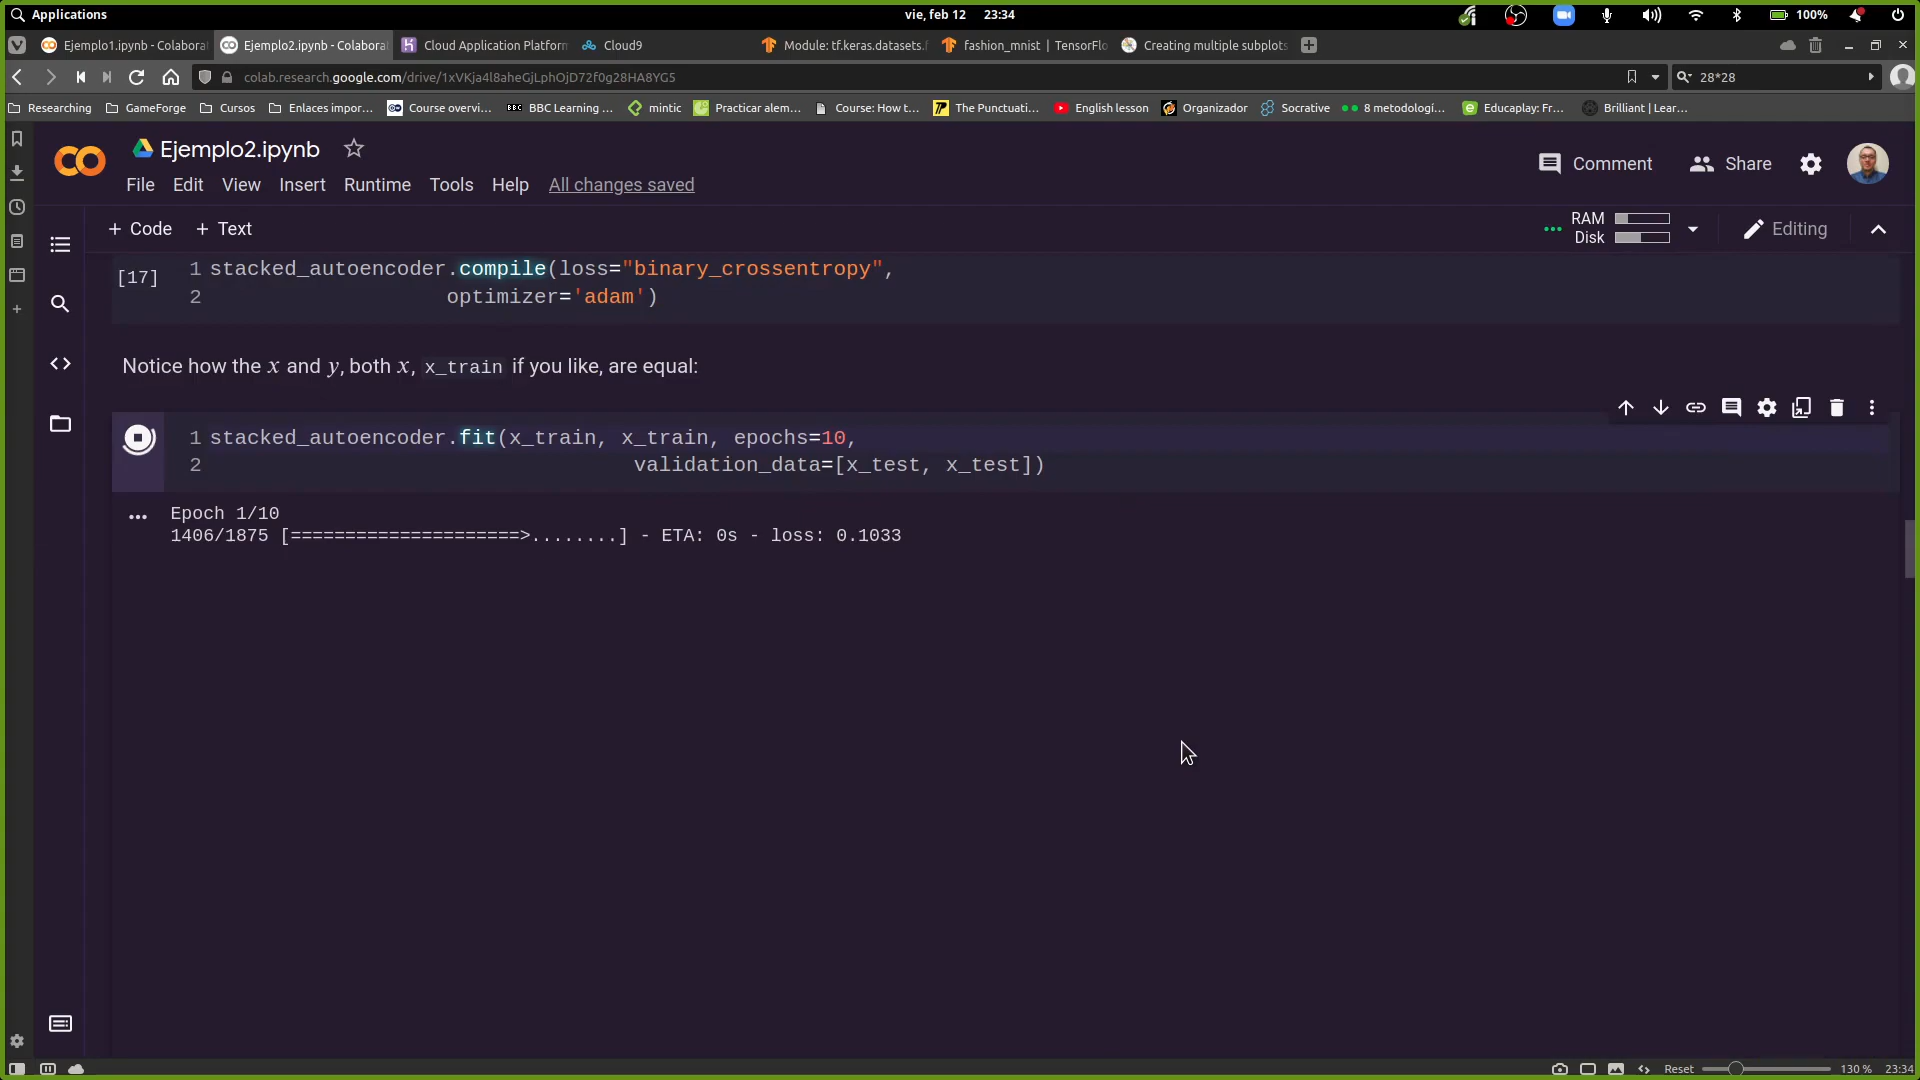 Applications
vie, feb 12 23:34
100%
Ejemplo1.ipynb - Colabora
Ejemplo2.ipynb - Colabora
Cloud Application Platform
Cloud9
Module: tf.keras.datasets.f
fashion_mnist | TensorFlo
Creating multiple subplots
colab.research.google.com/drive/1xVKja4l8aheGjLphOjD72f0g28HA8YG5
28*28
Researching
GameForge
Cursos
Enlaces impor...
Course overvi...
BBC Learning ...
mintic
Practicar alem...
Course: How t...
The Punctuati...
English lesson
Organizador
Socrative
8 metodologí...
Educaplay: Fr...
Brilliant | Lear...
Ejemplo2.ipynb
Comment
Share
File Edit View Insert Runtime Tools Help All changes saved
+ Code + Text
RAM
Disk
Editing
[17] 1 stacked_autoencoder.compile(loss="binary_crossentropy",
2 optimizer='adam')
Notice how the x and y, both x, x_train if you like, are equal:
1 stacked_autoencoder.fit(x_train, x_train, epochs=10,
2 validation_data=[x_test, x_test])
Epoch 1/10
1406/1875 [=====================>........] - ETA: 0s - loss: 0.1033
Reset
130 %
23:34